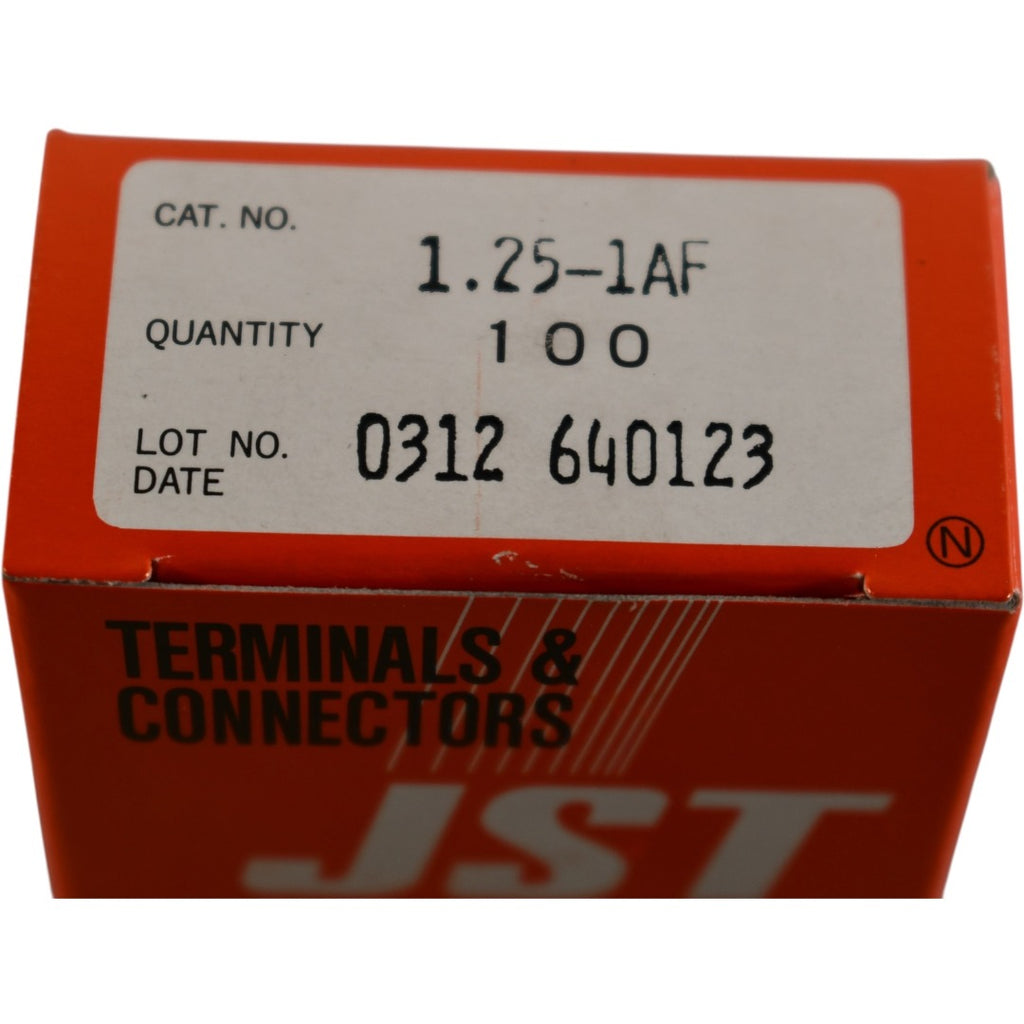 CAT. NO. 1.25-1AF
QUANTITY 100
LOT NO. 0312 640123
DATE
N
TERMINALS &
CONNECTORS
JST